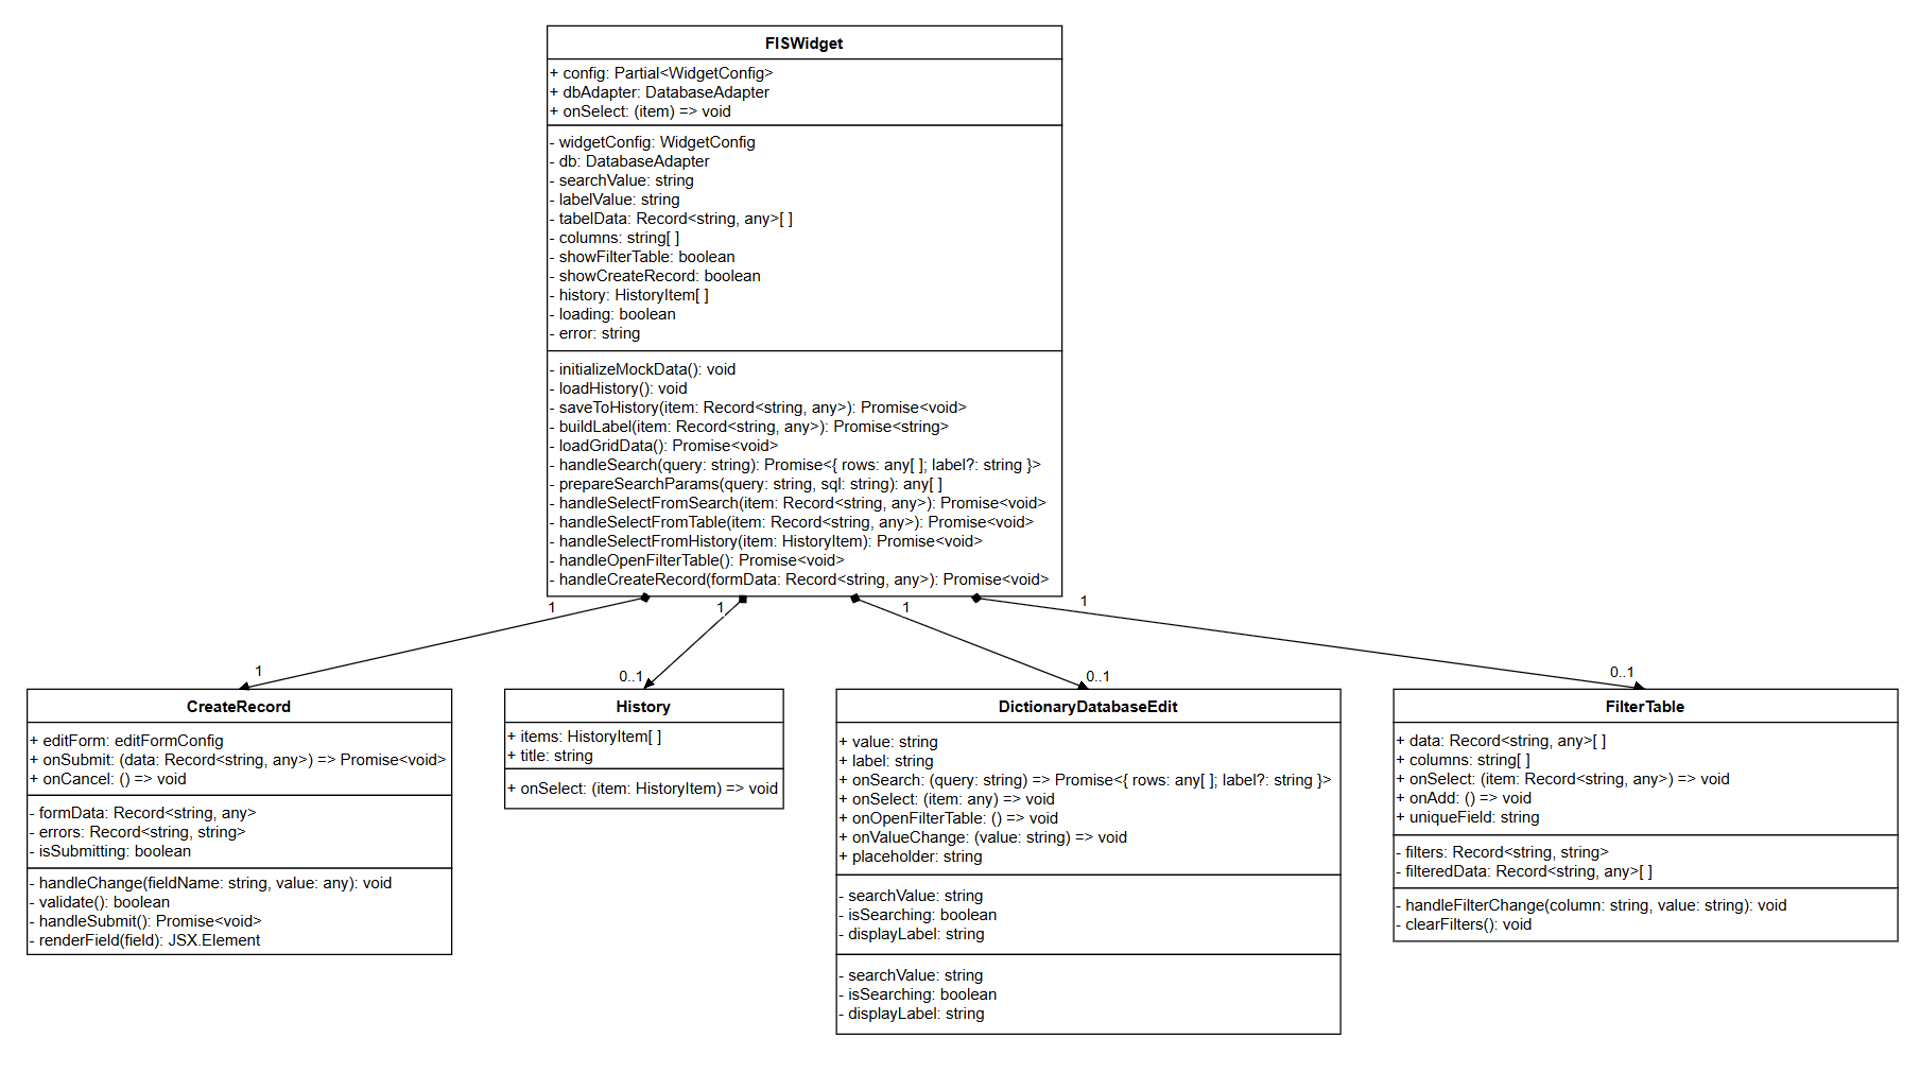 FISWidget
+ config: Partial<WidgetConfig>
+ dbAdapter: DatabaseAdapter
+ onSelect: (item) => void
- widgetConfig: WidgetConfig
- db: DatabaseAdapter
- searchValue: string
- labelValue: string
- tabelData: Record<string, any>[ ]
- columns: string[ ]
- showFilterTable: boolean
- showCreateRecord: boolean
- history: HistoryItem[ ]
- loading: boolean
- error: string
- initializeMockData(): void
- loadHistory(): void
- saveToHistory(item: Record<string, any>): Promise<void>
- buildLabel(item: Record<string, any>): Promise<string>
- loadGridData(): Promise<void>
- handleSearch(query: string): Promise<{ rows: any[ ]; label?: string }>
- prepareSearchParams(query: string, sql: string): any[ ]
- handleSelectFromSearch(item: Record<string, any>): Promise<void>
- handleSelectFromTable(item: Record<string, any>): Promise<void>
- handleSelectFromHistory(item: HistoryItem): Promise<void>
- handleOpenFilterTable(): Promise<void>
- handleCreateRecord(formData: Record<string, any>): Promise<void>
1
1
1
1
1
0..1
0..1
0..1
CreateRecord
+ editForm: editFormConfig
+ onSubmit: (data: Record<string, any>) => Promise<void>
+ onCancel: () => void
- formData: Record<string, any>
- errors: Record<string, string>
- isSubmitting: boolean
- handleChange(fieldName: string, value: any): void
- validate(): boolean
- handleSubmit(): Promise<void>
- renderField(field): JSX.Element
History
+ items: HistoryItem[ ]
+ title: string
+ onSelect: (item: HistoryItem) => void
DictionaryDatabaseEdit
+ value: string
+ label: string
+ onSearch: (query: string) => Promise<{ rows: any[ ]; label?: string }>
+ onSelect: (item: any) => void
+ onOpenFilterTable: () => void
+ onValueChange: (value: string) => void
+ placeholder: string
- searchValue: string
- isSearching: boolean
- displayLabel: string
- searchValue: string
- isSearching: boolean
- displayLabel: string
FilterTable
+ data: Record<string, any>[ ]
+ columns: string[ ]
+ onSelect: (item: Record<string, any>) => void
+ onAdd: () => void
+ uniqueField: string
- filters: Record<string, string>
- filteredData: Record<string, any>[ ]
- handleFilterChange(column: string, value: string): void
- clearFilters(): void